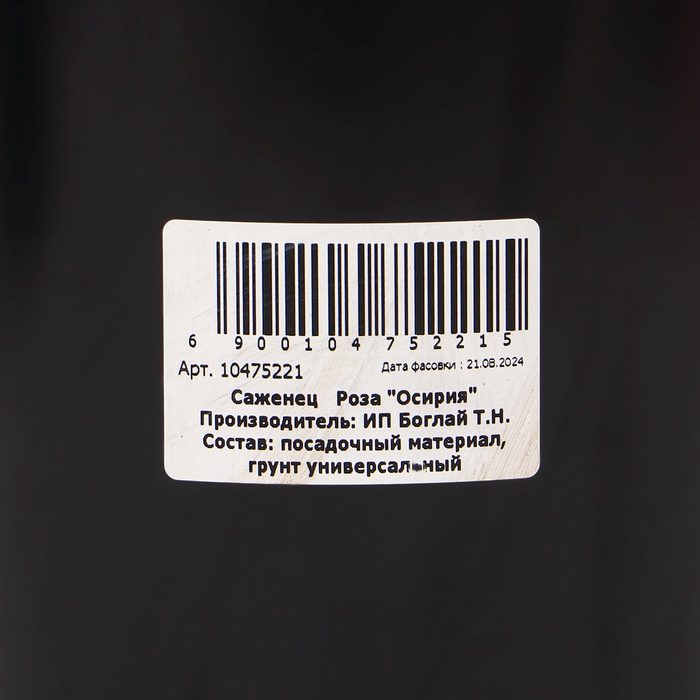 6 900104 752215
Арт. 10475221 Дата фасовки : 21.08.2024
Саженец Роза "Осирия"
Производитель: ИП Боглай Т.Н.
Состав: посадочный материал,
грунт универсальный